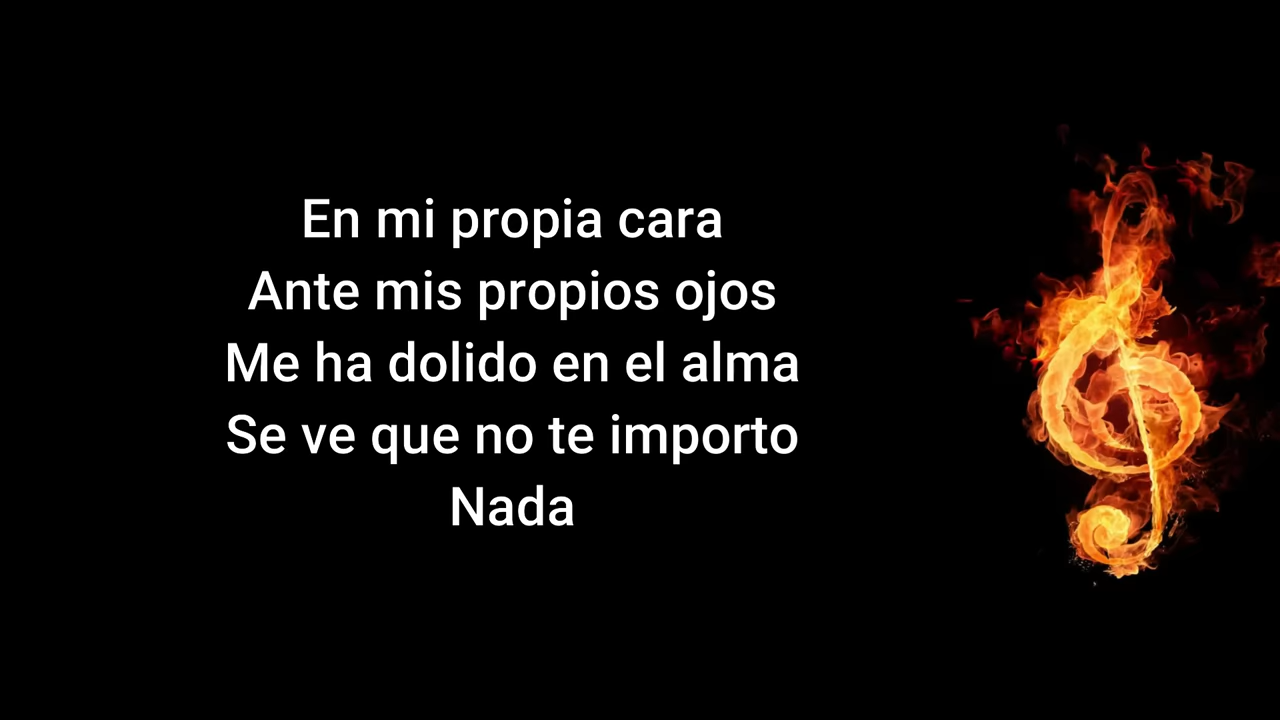 En mi propia cara
Ante mis propios ojos
Me ha dolido en el alma
Se ve que no te importo
Nada